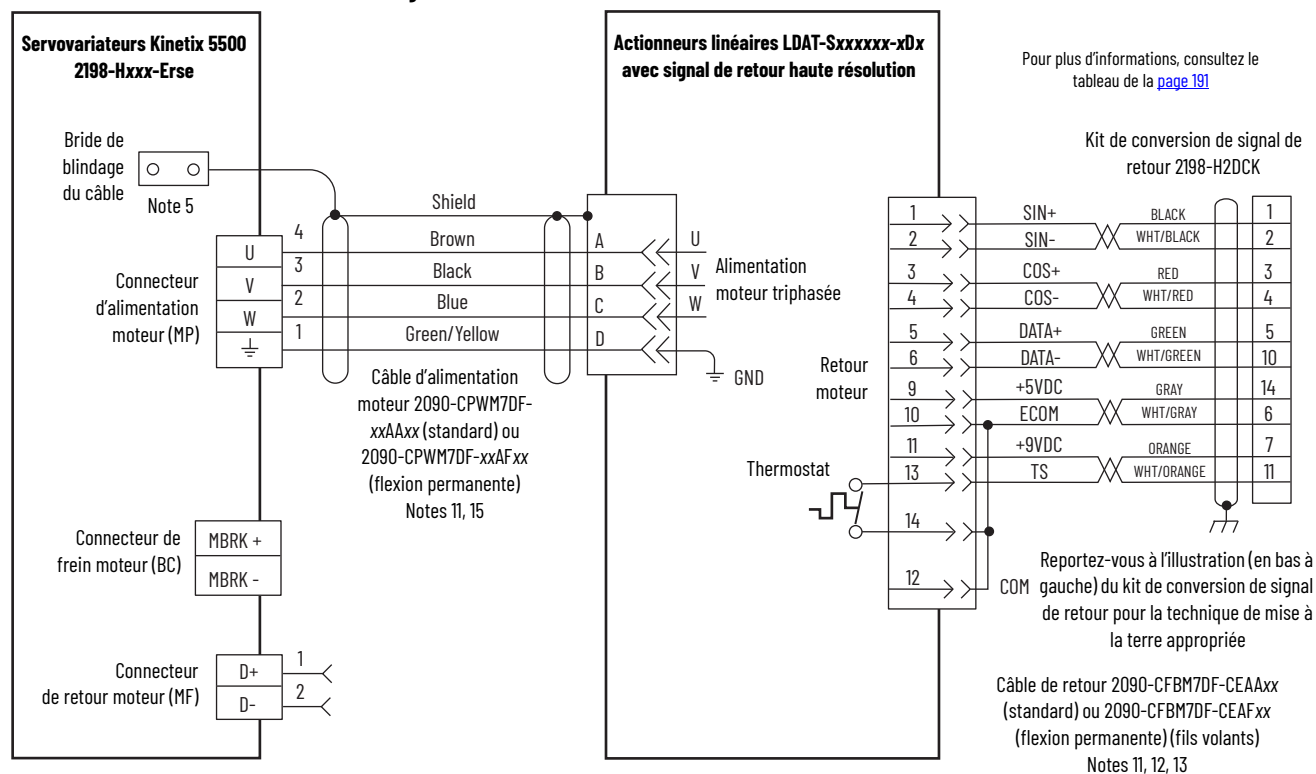 Servovariateurs Kinetix 5500
2198-Hxxx-Erse
Bride de
blindage
du câble
Note 5
U
V
W
4
3
2
1
Connecteur
d'alimentation
moteur (MP)
Shield
Brown
Black
Blue
Green/Yellow
Câble d'alimentation
moteur 2090-CPWM7DF-
xxAAxx (standard) ou
2090-CPWM7DF-xxAFxx
(flexion permanente)
Notes 11, 15
Connecteur de
frein moteur (BC)
MBRK +
MBRK -
Connecteur
de retour moteur (MF)
D+
D-
1
2
Actionneurs linéaires LDAT-Sxxxxxx-xDx
avec signal de retour haute résolution
A
B
C
D
U
V
W
Alimentation
moteur triphasée
GND
Retour
moteur
Thermostat
1
2
3
4
5
6
9
10
11
13
14
12
COM
Pour plus d'informations, consultez le
tableau de la page 191
Kit de conversion de signal de
retour 2198-H2DCK
SIN+ BLACK 1
SIN- WHT/BLACK 2
COS+ RED 3
COS- WHT/RED 4
DATA+ GREEN 5
DATA- WHT/GREEN 10
+5VDC GRAY 14
ECOM WHT/GRAY 6
+9VDC ORANGE 7
TS WHT/ORANGE 11
Reportez-vous à l'illustration (en bas à
gauche) du kit de conversion de signal
de retour pour la technique de mise à
la terre appropriée
Câble de retour 2090-CFBM7DF-CEAAxx
(standard) ou 2090-CFBM7DF-CEAFxx
(flexion permanente) (fils volants)
Notes 11, 12, 13